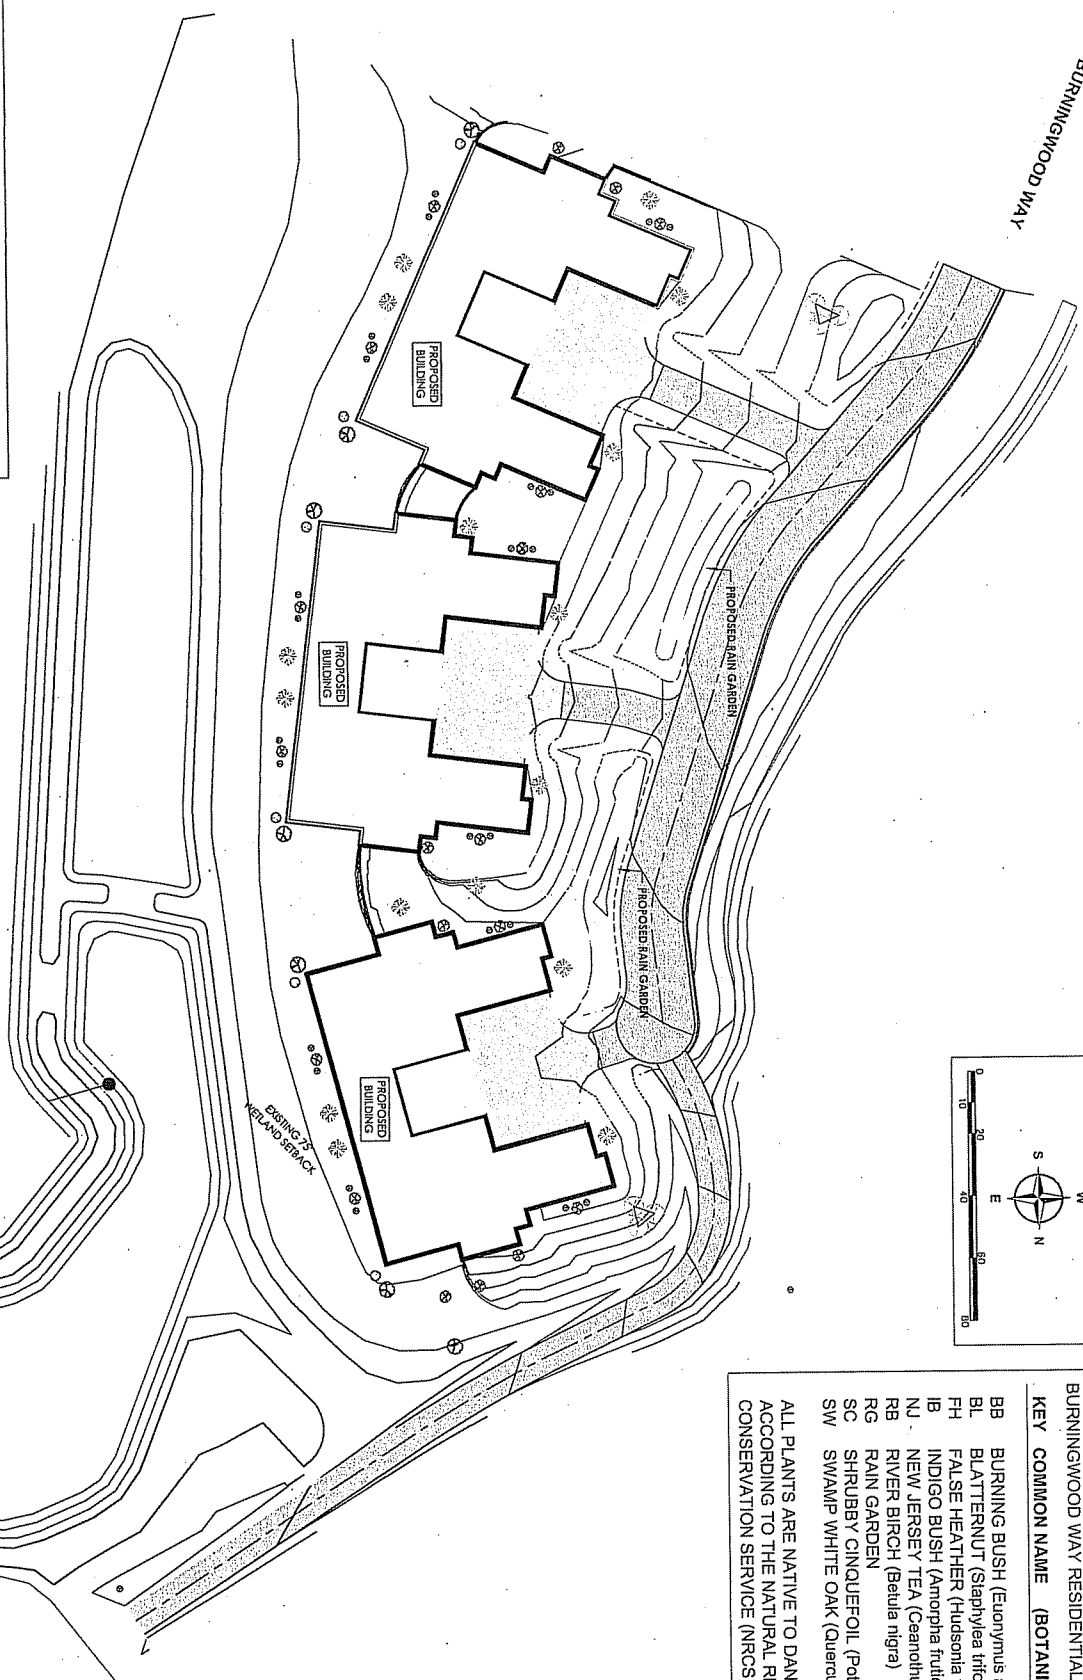 BURNINGWOOD WAY
PROPOSED
BUILDING
PROPOSED RAIN GARDEN
PROPOSED
BUILDING
PROPOSED RAIN GARDEN
PROPOSED
BUILDING
EXISTING 75'
WETLAND SETBACK
0 10 20 40 60 80
S
W
E
N
BURNINGWOOD WAY RESIDENTIAL
KEY COMMON NAME (BOTANI
BB BURNING BUSH (Euonymus
BL BLATTERNUT (Staphylea trifo
FH FALSE HEATHER (Hudsonia
IB INDIGO BUSH (Amorpha frutic
NJ NEW JERSEY TEA (Ceanothu
RB RIVER BIRCH (Betula nigra)
RG RAIN GARDEN
SC SHRUBBY CINQUEFOIL (Pot
SW SWAMP WHITE OAK (Quercu
ALL PLANTS ARE NATIVE TO DAN
ACCORDING TO THE NATURAL R
CONSERVATION SERVICE (NRCS